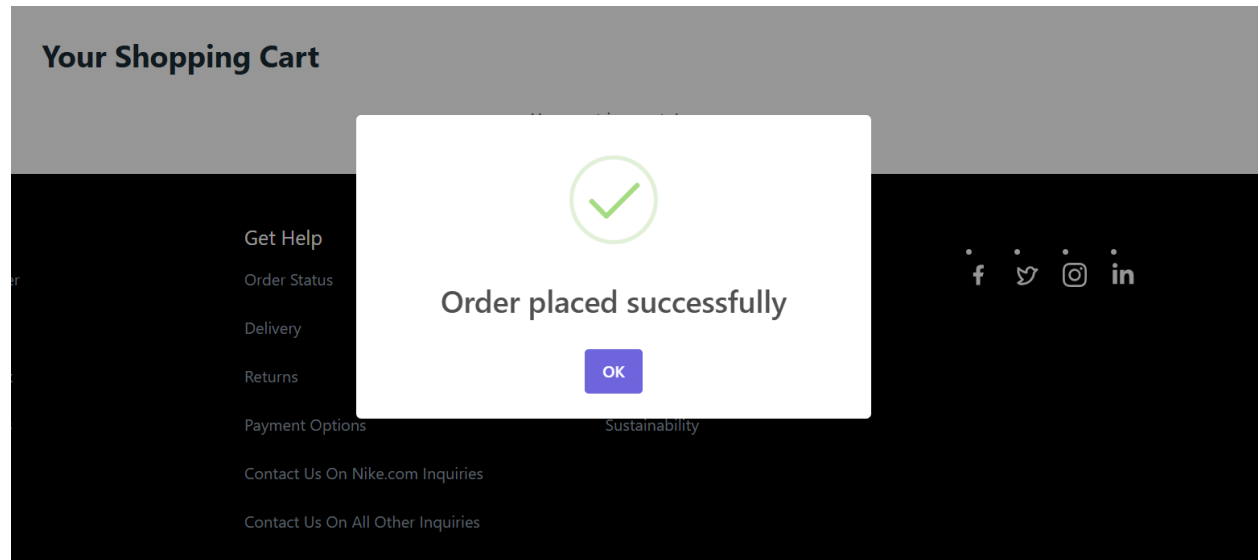 Your Shopping Cart
Order placed successfully
OK
Get Help
Order Status
Delivery
Returns
Payment Options
Contact Us On Nike.com Inquiries
Contact Us On All Other Inquiries
Sustainability